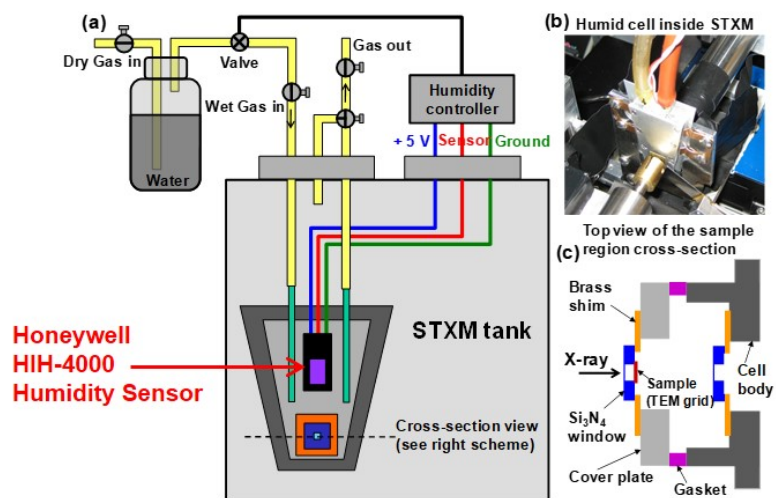 (a)
Dry Gas in
Valve
Gas out
Wet Gas in
Water
Humidity
controller
+ 5 V
Sensor
Ground
STXM tank
Honeywell
HIH-4000
Humidity Sensor
Cross-section view
(see right scheme)
(b)
Humid cell inside STXM
Top view of the sample
region cross-section
(c)
Brass
shim
X-ray
Sample
(TEM grid)
Cell
body
Si₃N₄
window
Cover plate
Gasket